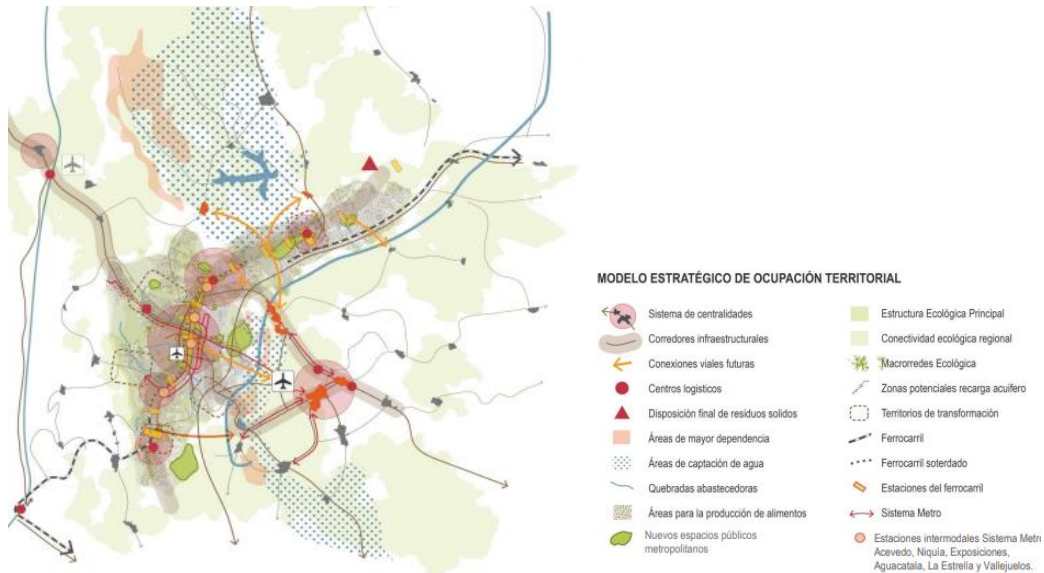 MODELO ESTRATÉGICO DE OCUPACIÓN TERRITORIAL
Sistema de centralidades
Corredores infraestructurales
Conexiones viales futuras
Centros logísticos
Disposición final de residuos solidos
Áreas de mayor dependencia
Áreas de captación de agua
Quebradas abastecedoras
Áreas para la producción de alimentos
Nuevos espacios públicos
metropolitanos
Estructura Ecológica Principal
Conectividad ecológica regional
Macrorredes Ecológica
Zonas potenciales recarga acuífero
Territorios de transformación
Ferrocarril
Ferrocarril soterdado
Estaciones del ferrocarril
Sistema Metro
Estaciones intermodales Sistema Metro
Acevedo, Niquía, Exposiciones,
Aguacatala, La Estrella y Vallejuelos.